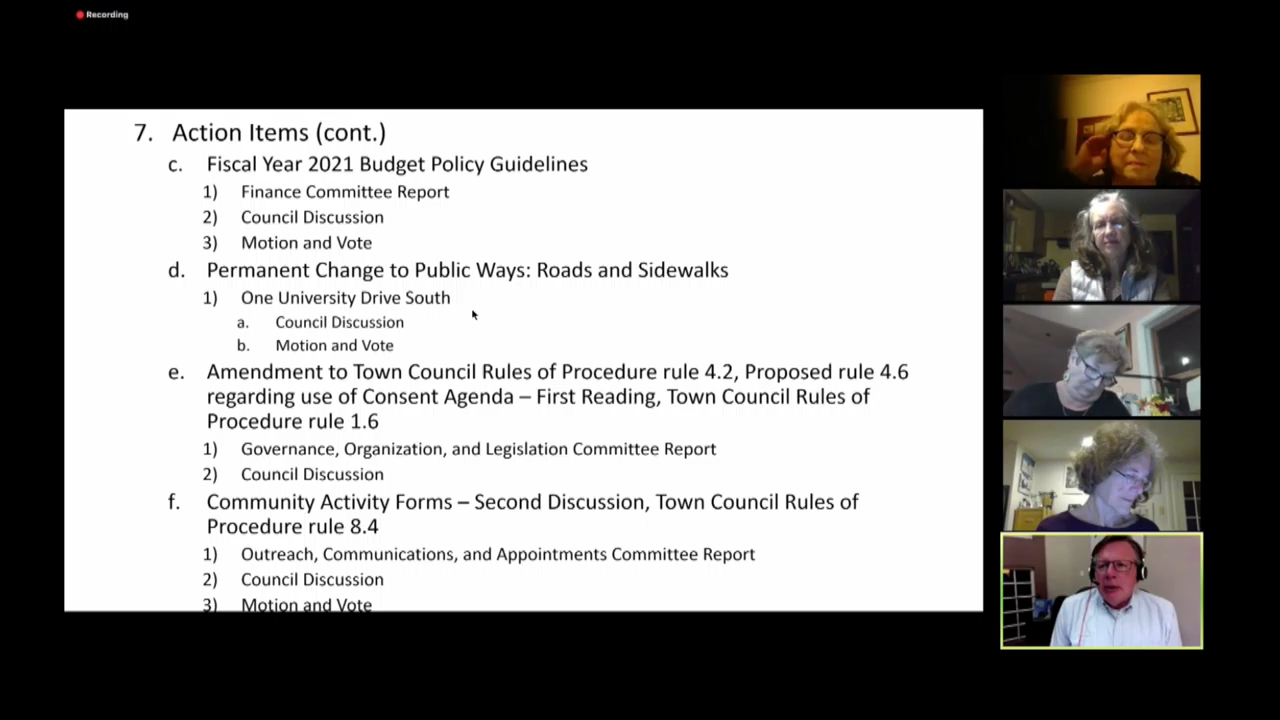 Recording
7. Action Items (cont.)
c. Fiscal Year 2021 Budget Policy Guidelines
1) Finance Committee Report
2) Council Discussion
3) Motion and Vote
d. Permanent Change to Public Ways: Roads and Sidewalks
1) One University Drive South
a. Council Discussion
b. Motion and Vote
e. Amendment to Town Council Rules of Procedure rule 4.2, Proposed rule 4.6
regarding use of Consent Agenda – First Reading, Town Council Rules of
Procedure rule 1.6
1) Governance, Organization, and Legislation Committee Report
2) Council Discussion
f. Community Activity Forms – Second Discussion, Town Council Rules of
Procedure rule 8.4
1) Outreach, Communications, and Appointments Committee Report
2) Council Discussion
3) Motion and Vote